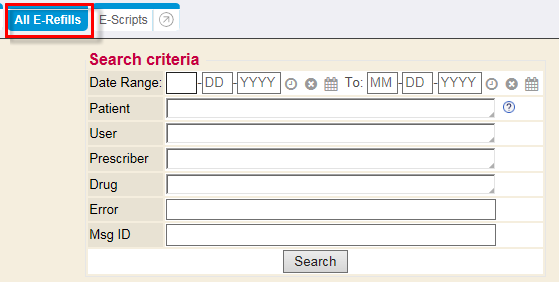 All E-Refills E-Scripts
Search criteria
Date Range: -DD-YYYY To: MM-DD-YYYY
Patient
User
Prescriber
Drug
Error
Msg ID
Search